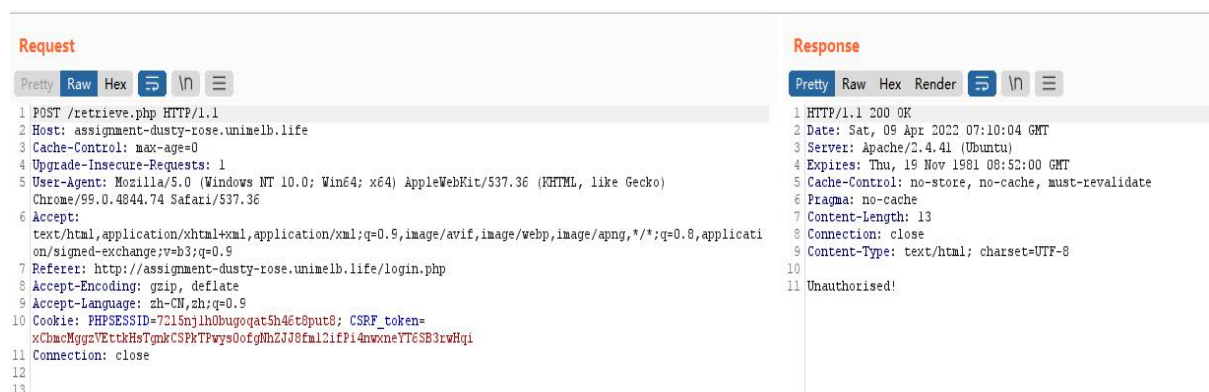 Request
Pretty Raw Hex \n
1 POST /retrieve.php HTTP/1.1
2 Host: assignment-dusty-rose.unimelb.life
3 Cache-Control: max-age=0
4 Upgrade-Insecure-Requests: 1
5 User-Agent: Mozilla/5.0 (Windows NT 10.0; Win64; x64) AppleWebKit/537.36 (KHTML, like Gecko)
Chrome/99.0.4844.74 Safari/537.36
6 Accept:
text/html,application/xhtml+xml,application/xml;q=0.9,image/avif,image/webp,image/apng,*/*;q=0.8,applicati
on/signed-exchange;v=b3;q=0.9
7 Referer: http://assignment-dusty-rose.unimelb.life/login.php
8 Accept-Encoding: gzip, deflate
9 Accept-Language: zh-CN,zh;q=0.9
10 Cookie: PHPSESSID=7215njlh0bugoqat5h46t8put8; CSRF_token=
xCbmcMggzVEttkHsTgnkCSPkTPwysOofgNhZJJ8fml2ifPi4nwxneYT6SB3rwHqi
11 Connection: close
12
13
Response
Pretty Raw Hex Render \n
1 HTTP/1.1 200 OK
2 Date: Sat, 09 Apr 2022 07:10:04 GMT
3 Server: Apache/2.4.41 (Ubuntu)
4 Expires: Thu, 19 Nov 1981 08:52:00 GMT
5 Cache-Control: no-store, no-cache, must-revalidate
6 Pragma: no-cache
7 Content-Length: 13
8 Connection: close
9 Content-Type: text/html; charset=UTF-8
10
11 Unauthorised!